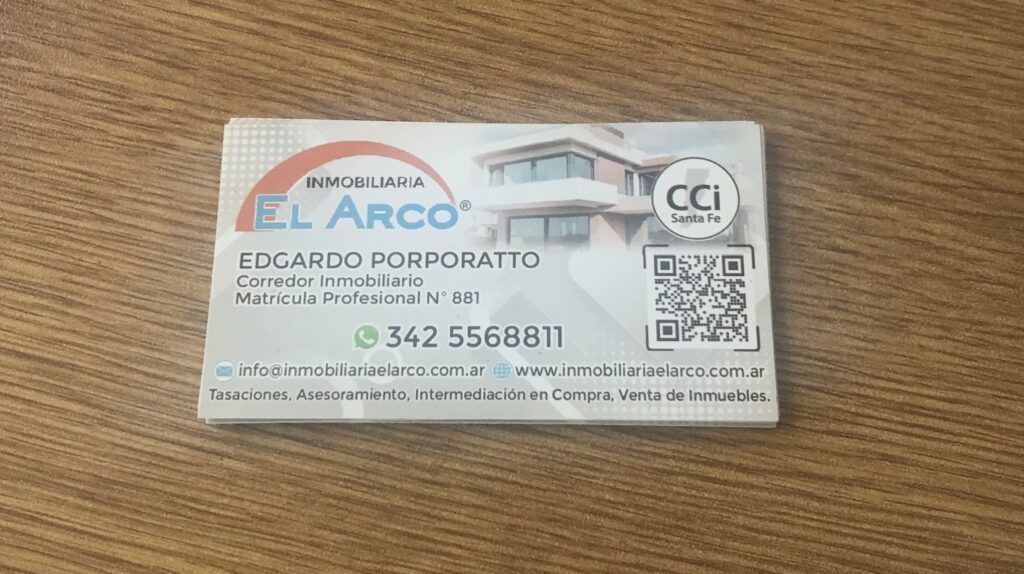 INMOBILIARIA
EL ARCO®
CCi
Santa Fe
EDGARDO PORPORATTO
Corredor Inmobiliario
Matrícula Profesional N° 881
342 5568811
info@inmobiliariaelarco.com.ar www.inmobiliariaelarco.com.ar
Tasaciones, Asesoramiento, Intermediación en Compra, Venta de Inmuebles.